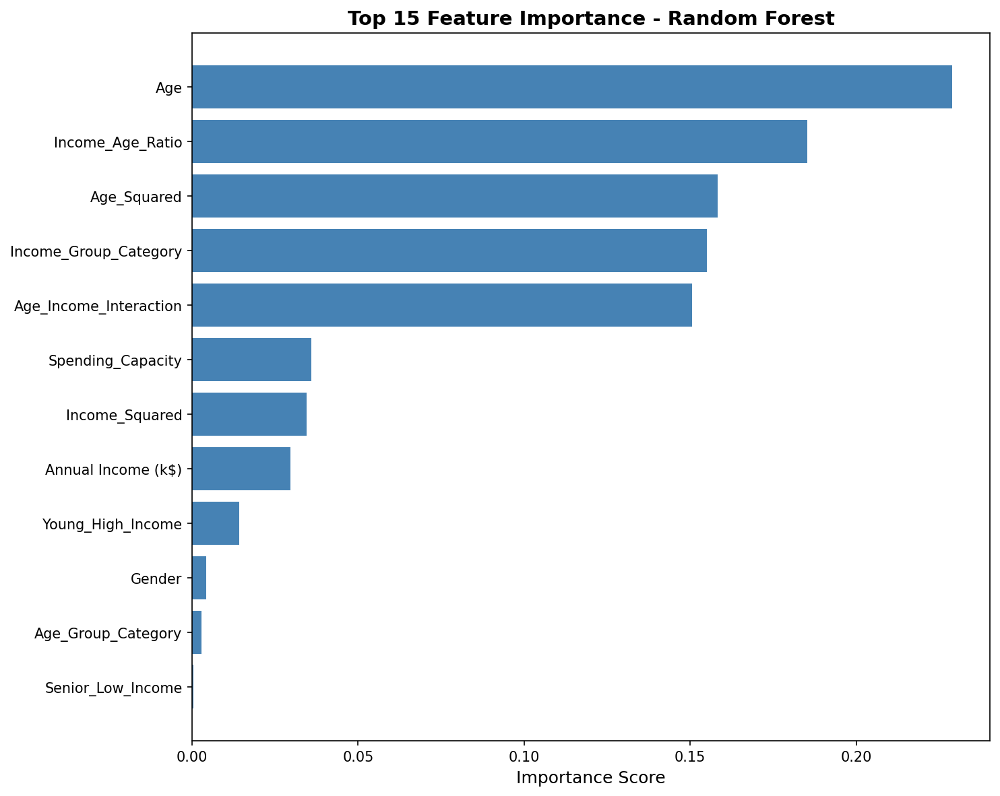 Top 15 Feature Importance - Random Forest
Age
Income_Age_Ratio
Age_Squared
Income_Group_Category
Age_Income_Interaction
Spending_Capacity
Income_Squared
Annual Income (k$)
Young_High_Income
Gender
Age_Group_Category
Senior_Low_Income
0.00 0.05 0.10 0.15 0.20
Importance Score